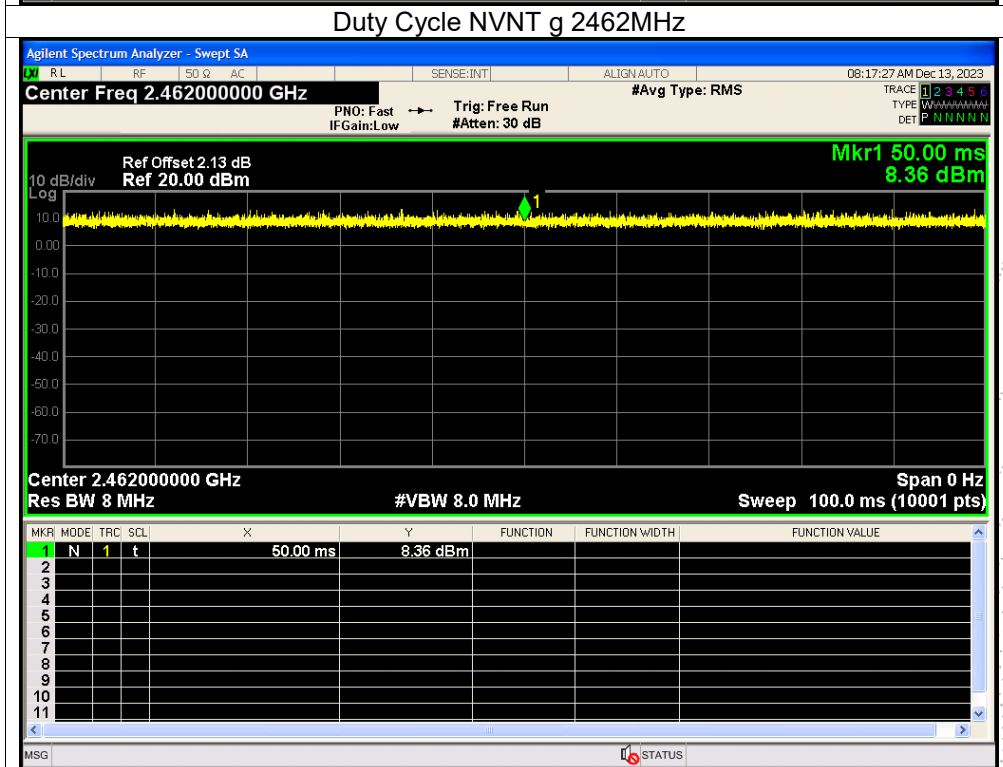 Duty Cycle NVNT g 2462MHz
Agilent Spectrum Analyzer - Swept SA
LXI RL RF 50 Ω AC SENSE:INT ALIGN AUTO 08:17:27 AM Dec 13, 2023
Center Freq 2.462000000 GHz #Avg Type: RMS TRACE 1 2 3 4 5 6
PNO: Fast Trig: Free Run TYPE
IFGain:Low #Atten: 30 dB DET P N N N N N
Mkr1 50.00 ms
Ref Offset 2.13 dB
10 dB/div Ref 20.00 dBm 8.36 dBm
Log
1
10.0
0.00
-10.0
-20.0
-30.0
-40.0
-50.0
-60.0
-70.0
Center 2.462000000 GHz Span 0 Hz
Res BW 8 MHz #VBW 8.0 MHz Sweep 100.0 ms (10001 pts)
MKR MODE TRC SCL X Y FUNCTION FUNCTION WIDTH FUNCTION VALUE
1 N 1 t 50.00 ms 8.36 dBm
2
3
4
5
6
7
8
9
10
11
MSG STATUS